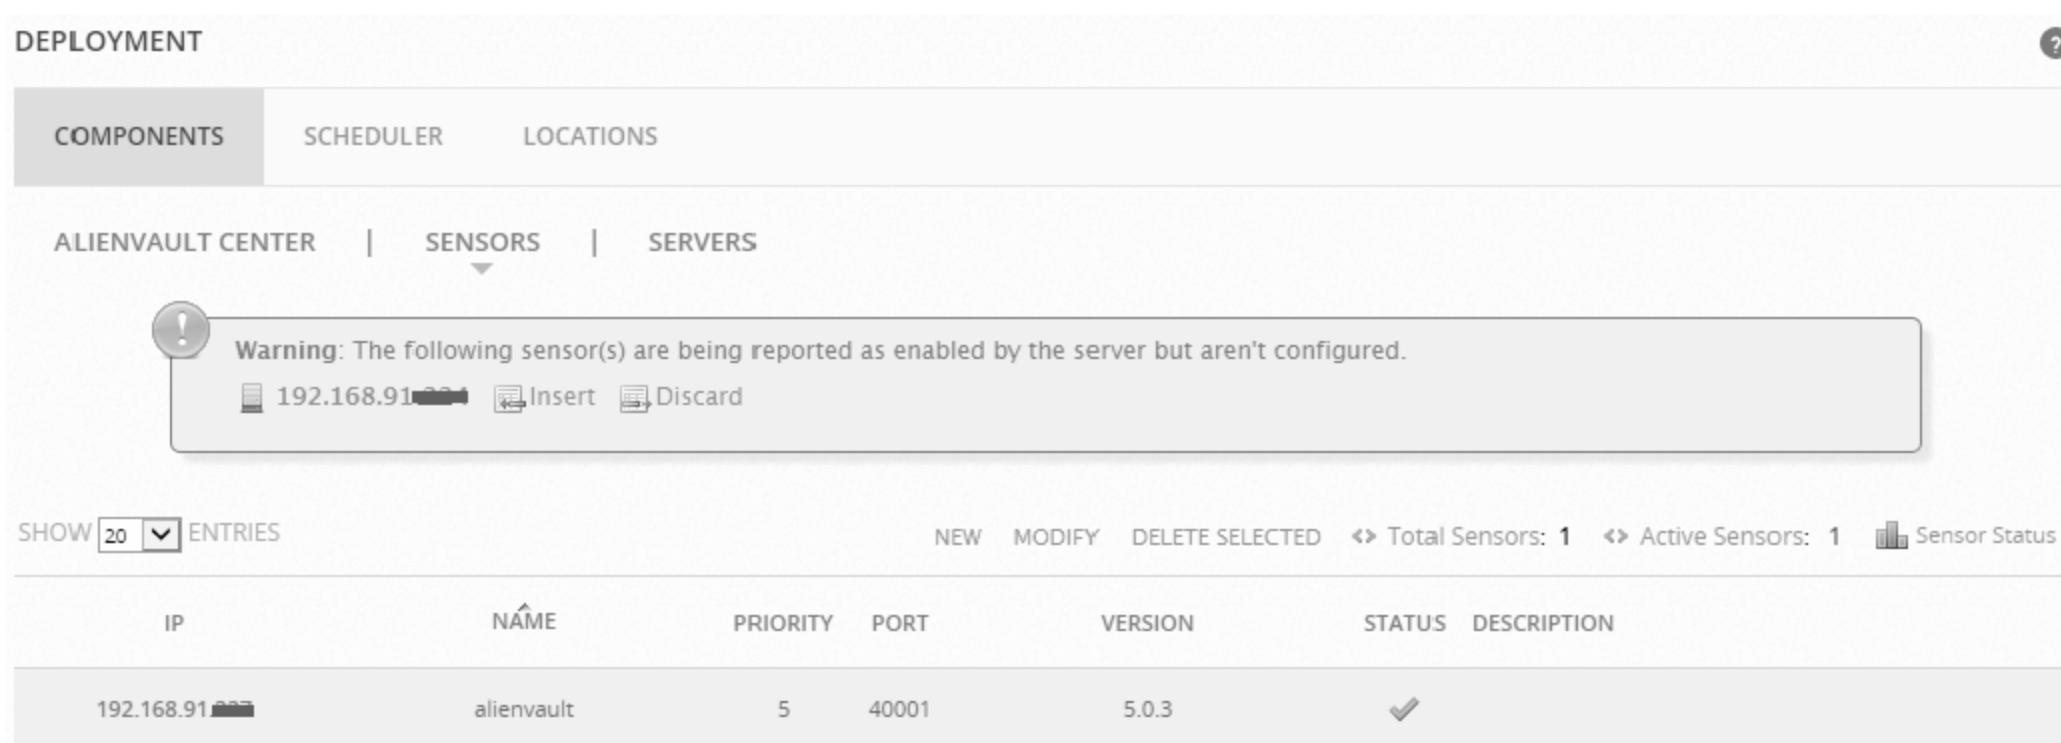 DEPLOYMENT ?
COMPONENTS SCHEDULER LOCATIONS
ALIENVAULT CENTER | SENSORS | SERVERS
! Warning: The following sensor(s) are being reported as enabled by the server but aren't configured.
192.168.91 Insert Discard
SHOW 20 ENTRIES NEW MODIFY DELETE SELECTED <> Total Sensors: 1 <> Active Sensors: 1 Sensor Status
IP NAME PRIORITY PORT VERSION STATUS DESCRIPTION
192.168.91. alienvault 5 40001 5.0.3